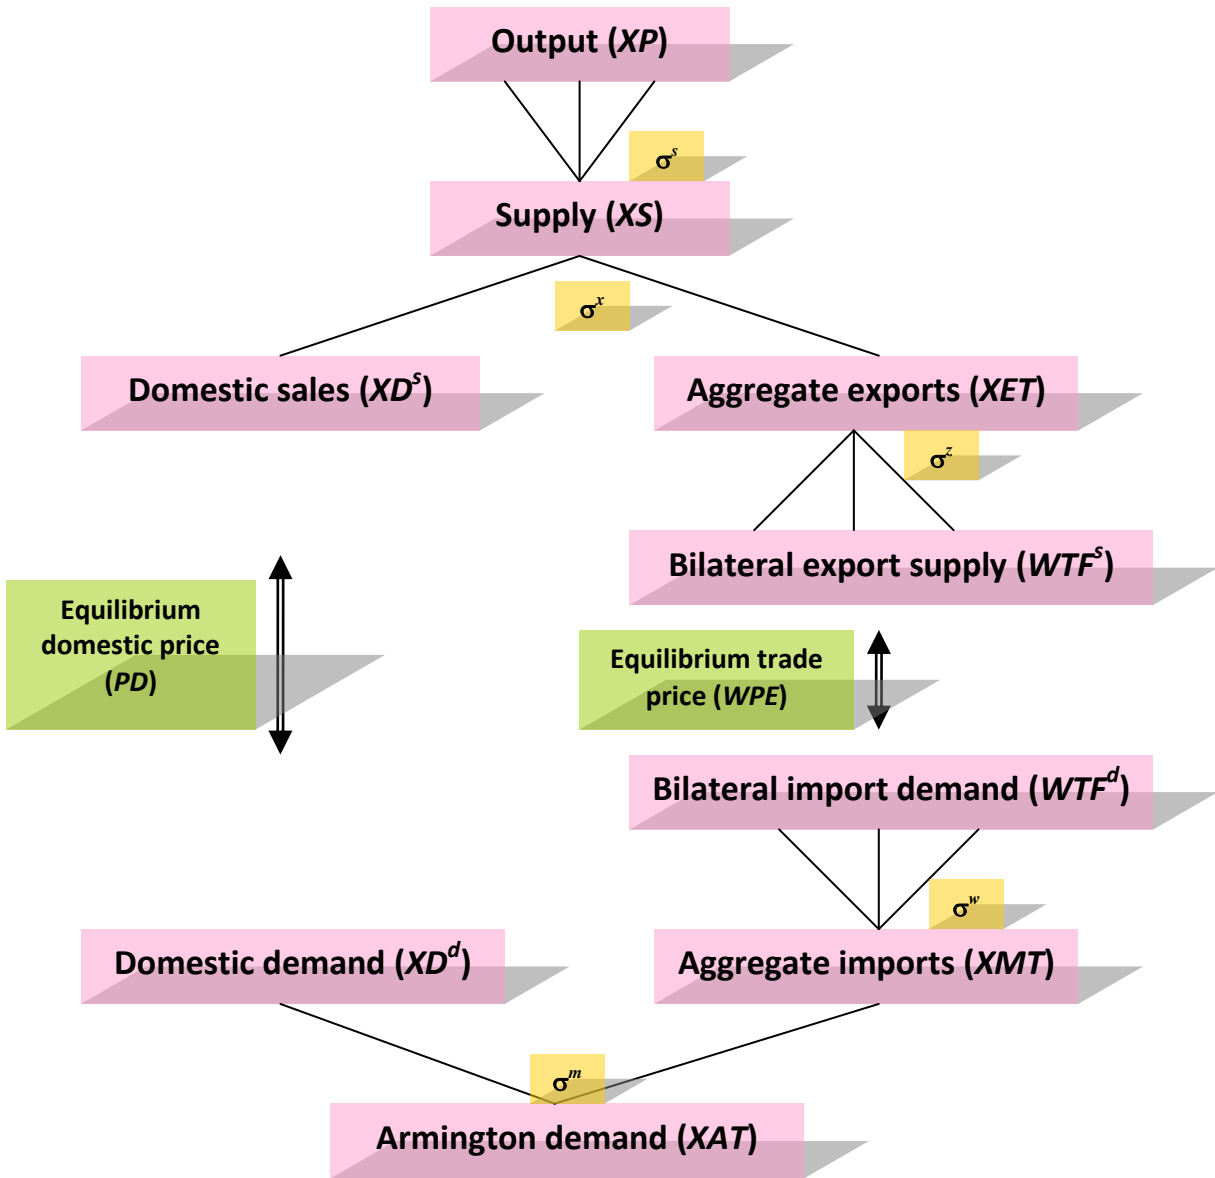 Output (XP)
σˢ
Supply (XS)
σˣ
Domestic sales (XDˢ)
Aggregate exports (XET)
σᶻ
Bilateral export supply (WTFˢ)
Equilibrium
domestic price
(PD)
Equilibrium trade
price (WPE)
Bilateral import demand (WTFᵈ)
σʷ
Domestic demand (XDᵈ)
Aggregate imports (XMT)
σᵐ
Armington demand (XAT)